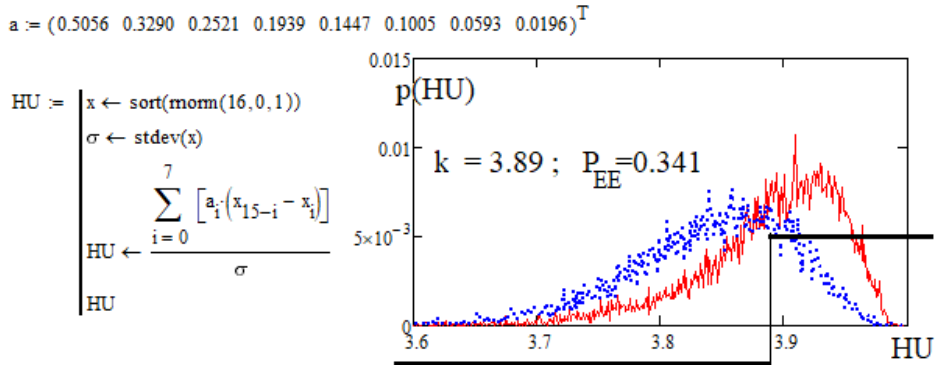 a := (0.5056 0.3290 0.2521 0.1939 0.1447 0.1005 0.0593 0.0196)^T
HU := x ← sort(rnorm(16,0,1))
σ ← stdev(x)
HU ← ∑_{i = 0}^{7} [a_i·(x_{15−i} − x_i)] / σ
HU
0.015
p(HU)
0.01
k = 3.89 ; P_EE=0.341
5×10^−3
0
3.6 3.7 3.8 3.9
HU